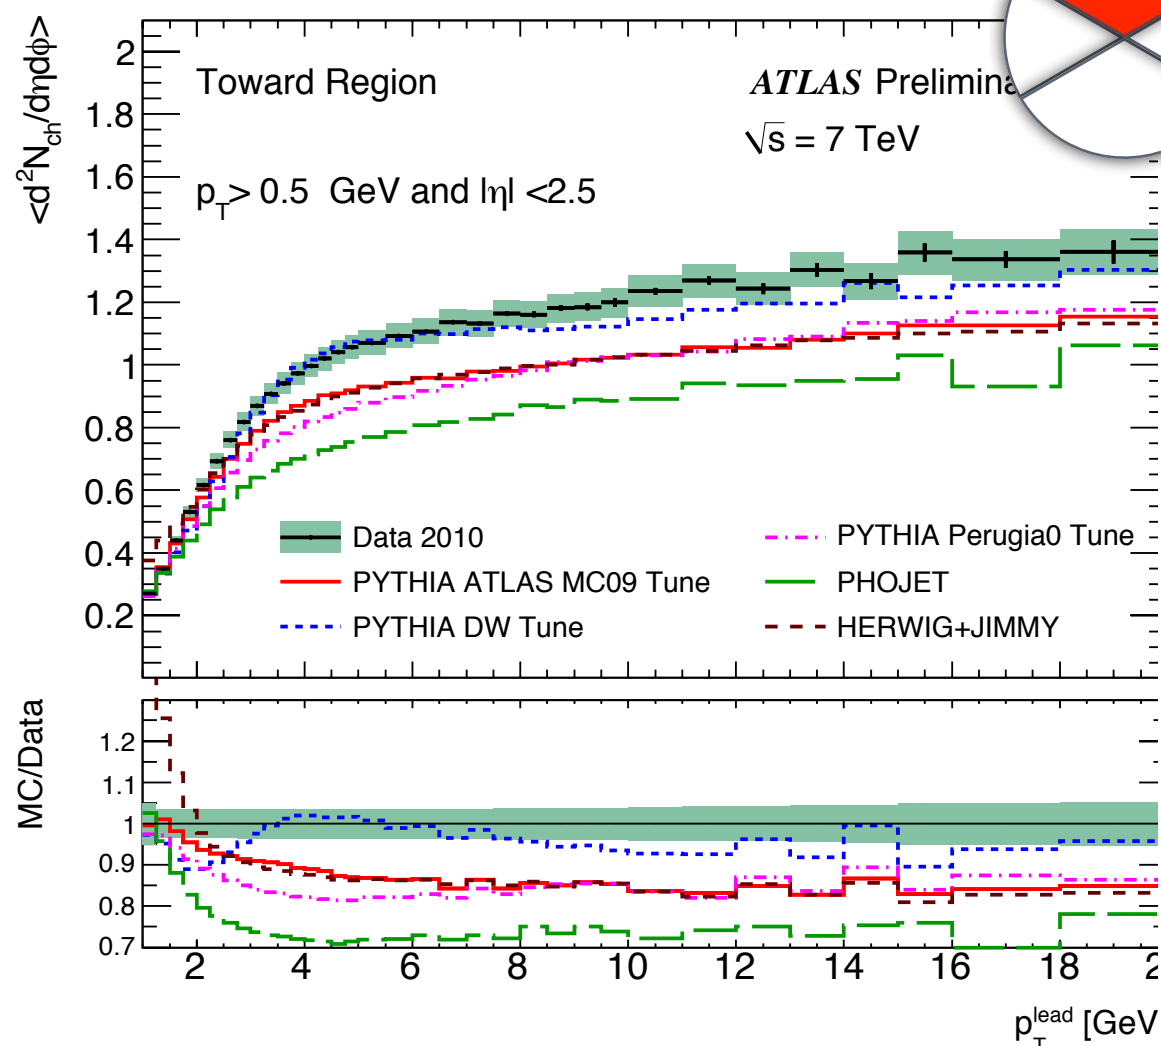 <d²N_ch/dηdϕ>
2
1.8
1.6
1.4
1.2
1
0.8
0.6
0.4
0.2
Toward Region
ATLAS Prelimina
√s = 7 TeV
p_T> 0.5 GeV and |η| <2.5
Data 2010
PYTHIA ATLAS MC09 Tune
PYTHIA DW Tune
PYTHIA Perugia0 Tune
PHOJET
HERWIG+JIMMY
MC/Data
1.2
1.1
1
0.9
0.8
0.7
2 4 6 8 10 12 14 16 18 2
p_T^lead [GeV